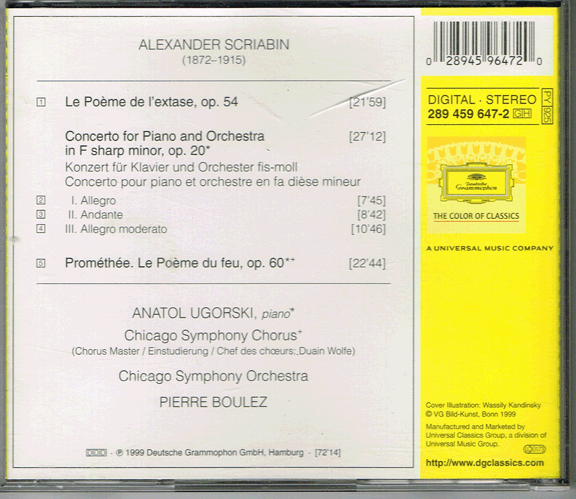 ALEXANDER SCRIABIN
(1872–1915)
1 Le Poème de l'extase, op. 54 [21'59]
Concerto for Piano and Orchestra [27'12]
in F sharp minor, op. 20*
Konzert für Klavier und Orchester fis-moll
Concerto pour piano et orchestre en fa dièse mineur
2 I. Allegro [7'45]
3 II. Andante [8'42]
4 III. Allegro moderato [10'46]
5 Prométhée. Le Poème du feu, op. 60*+ [22'44]
ANATOL UGORSKI, piano*
Chicago Symphony Chorus+
(Chorus Master / Einstudierung / Chef des chœurs: Duain Wolfe)
Chicago Symphony Orchestra
PIERRE BOULEZ
DDD · ℗ 1999 Deutsche Grammophon GmbH, Hamburg · [72'14]
0 28945 96472 0
DIGITAL · STEREO
289 459 647-2 GH
PY 925
Deutsche
Grammophon
THE COLOR OF CLASSICS
A UNIVERSAL MUSIC COMPANY
Cover Illustration: Wassily Kandinsky
© VG Bild-Kunst, Bonn 1999
Manufactured and Marketed by
Universal Classics Group, a division of
Universal Music Group.
http://www.dgclassics.com